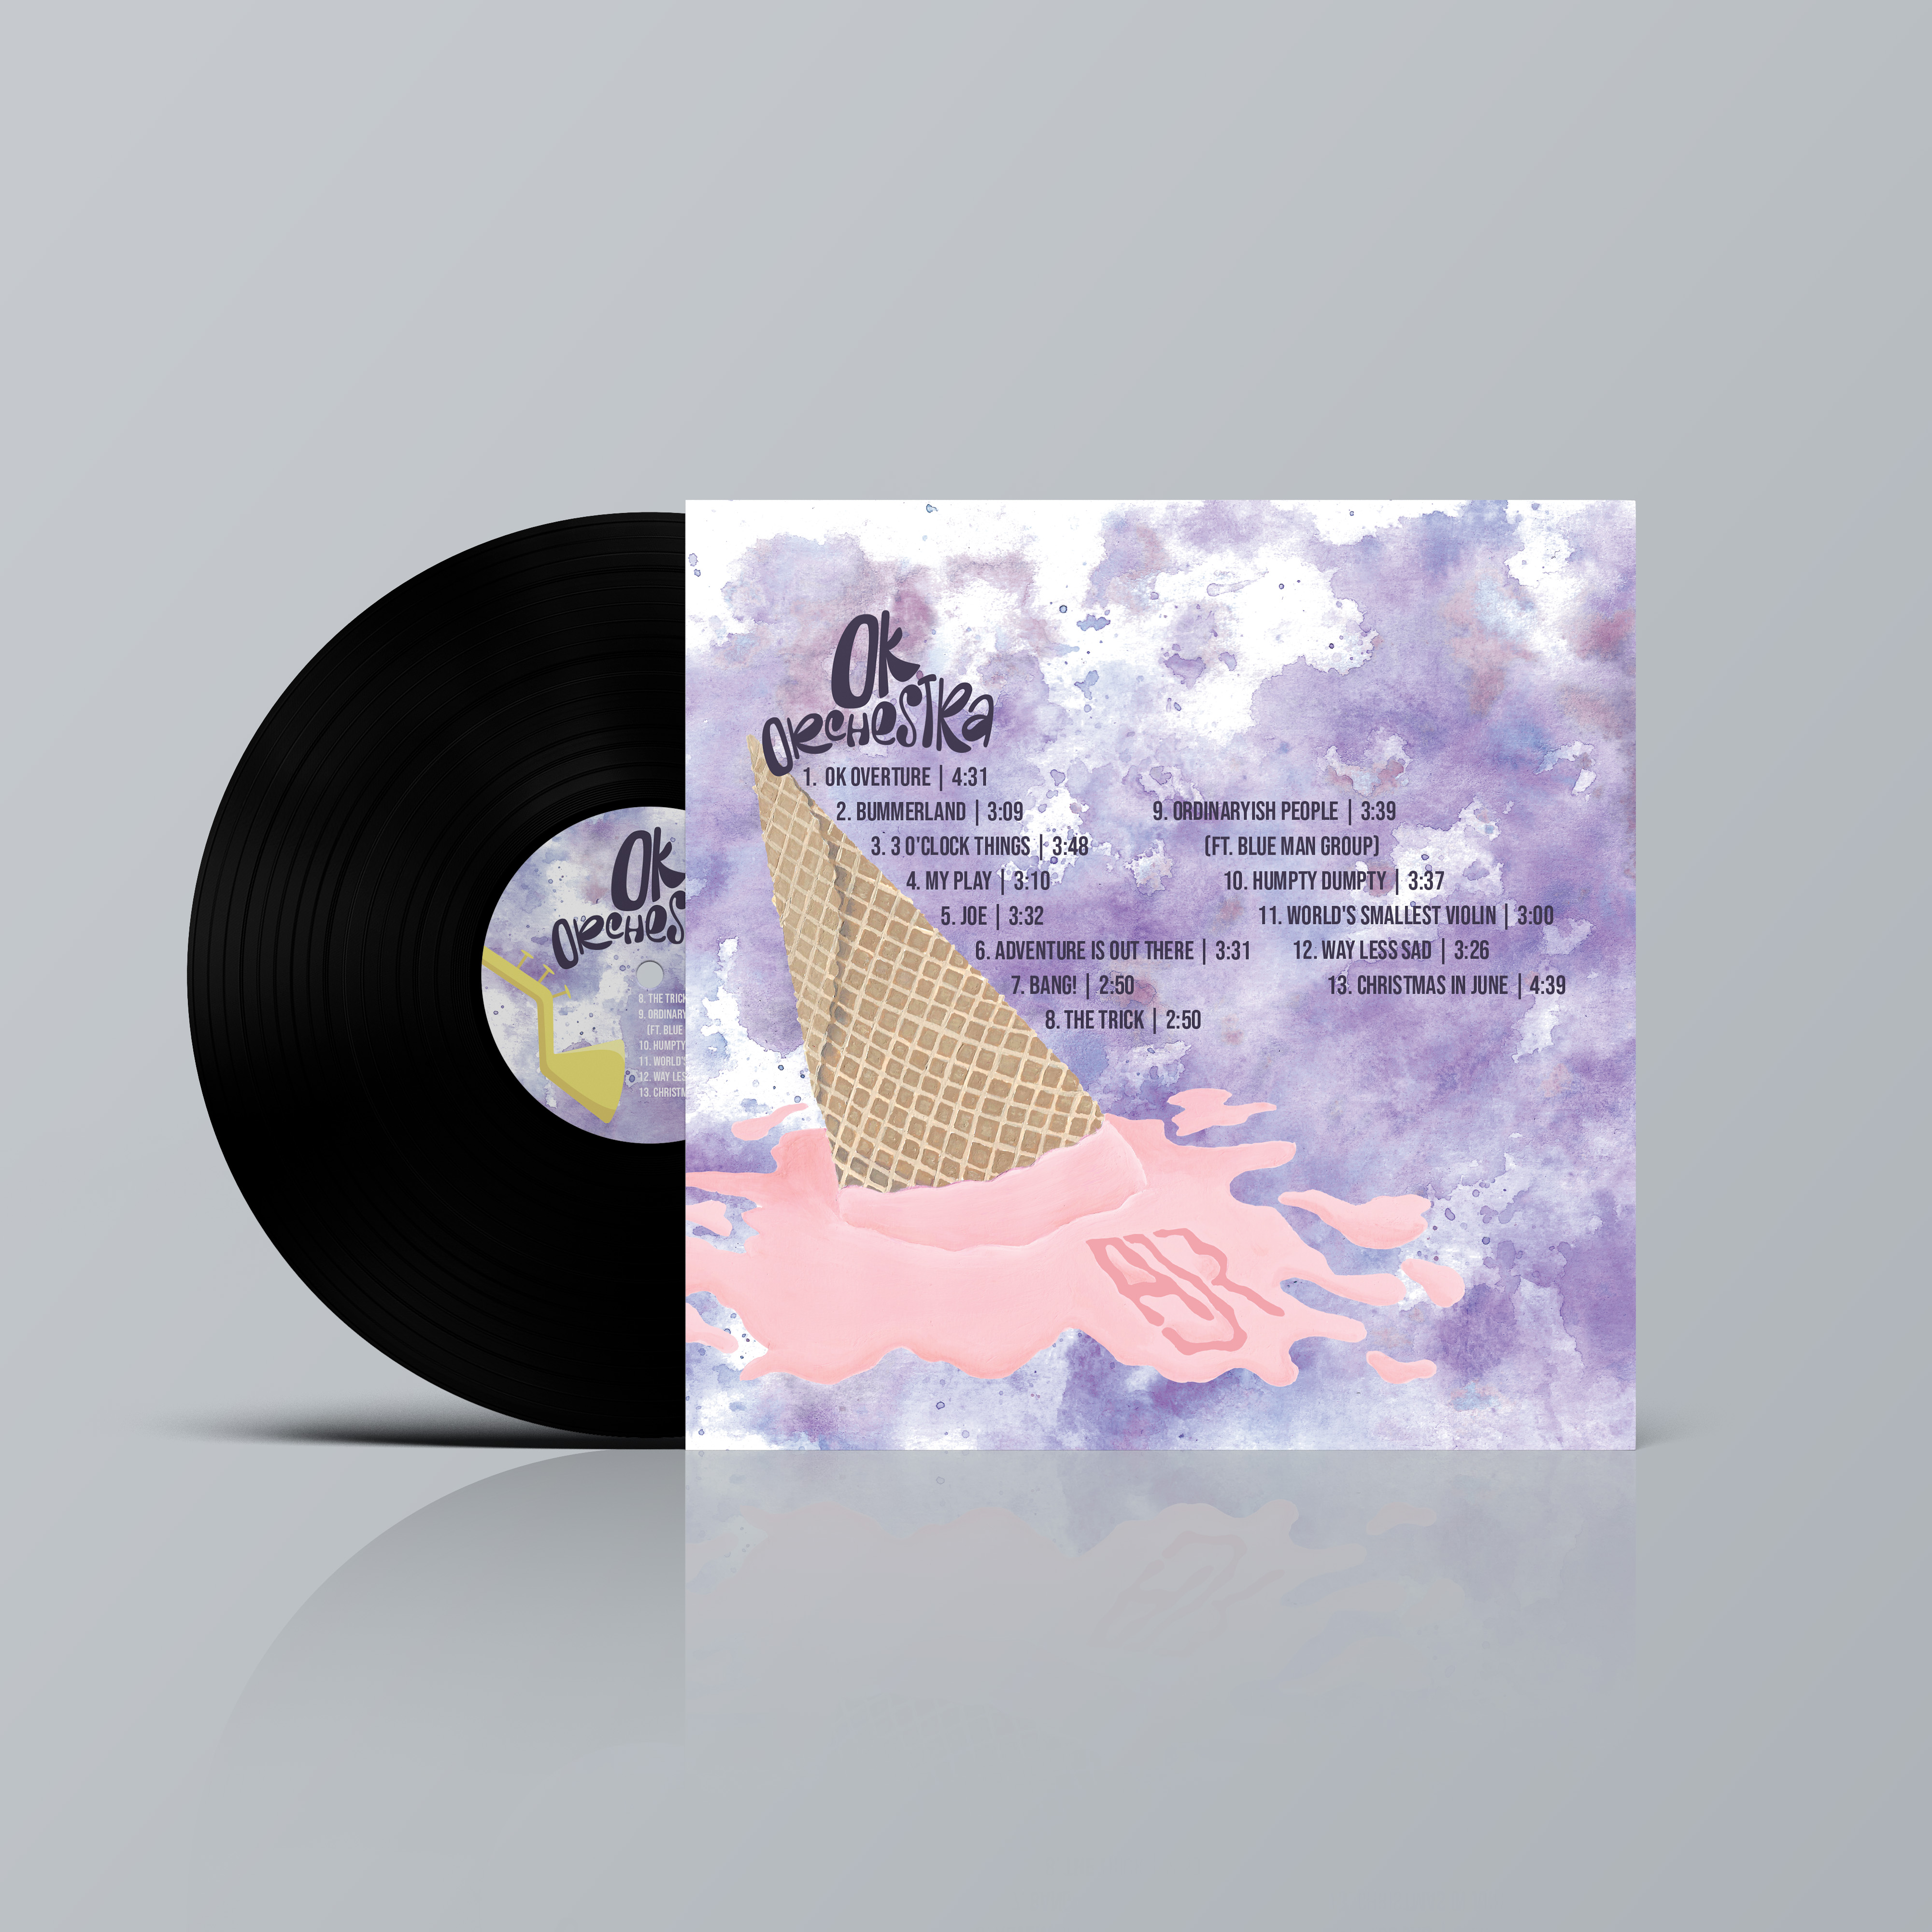 OK
ORCHESTRA
1. OK OVERTURE | 4:31
2. BUMMERLAND | 3:09
3. 3 O'CLOCK THINGS | 3:48
4. MY PLAY | 3:10
5. JOE | 3:32
6. ADVENTURE IS OUT THERE | 3:31
7. BANG! | 2:50
8. THE TRICK | 2:50
9. ORDINARYISH PEOPLE | 3:39
(FT. BLUE MAN GROUP)
10. HUMPTY DUMPTY | 3:37
11. WORLD'S SMALLEST VIOLIN | 3:00
12. WAY LESS SAD | 3:26
13. CHRISTMAS IN JUNE | 4:39
AJR
OK
ORCHES
8. THE TRICK
9. ORDINARY
(FT. BLUE
10. HUMPTY
11. WORLD'S
12. WAY LES
13. CHRISTM